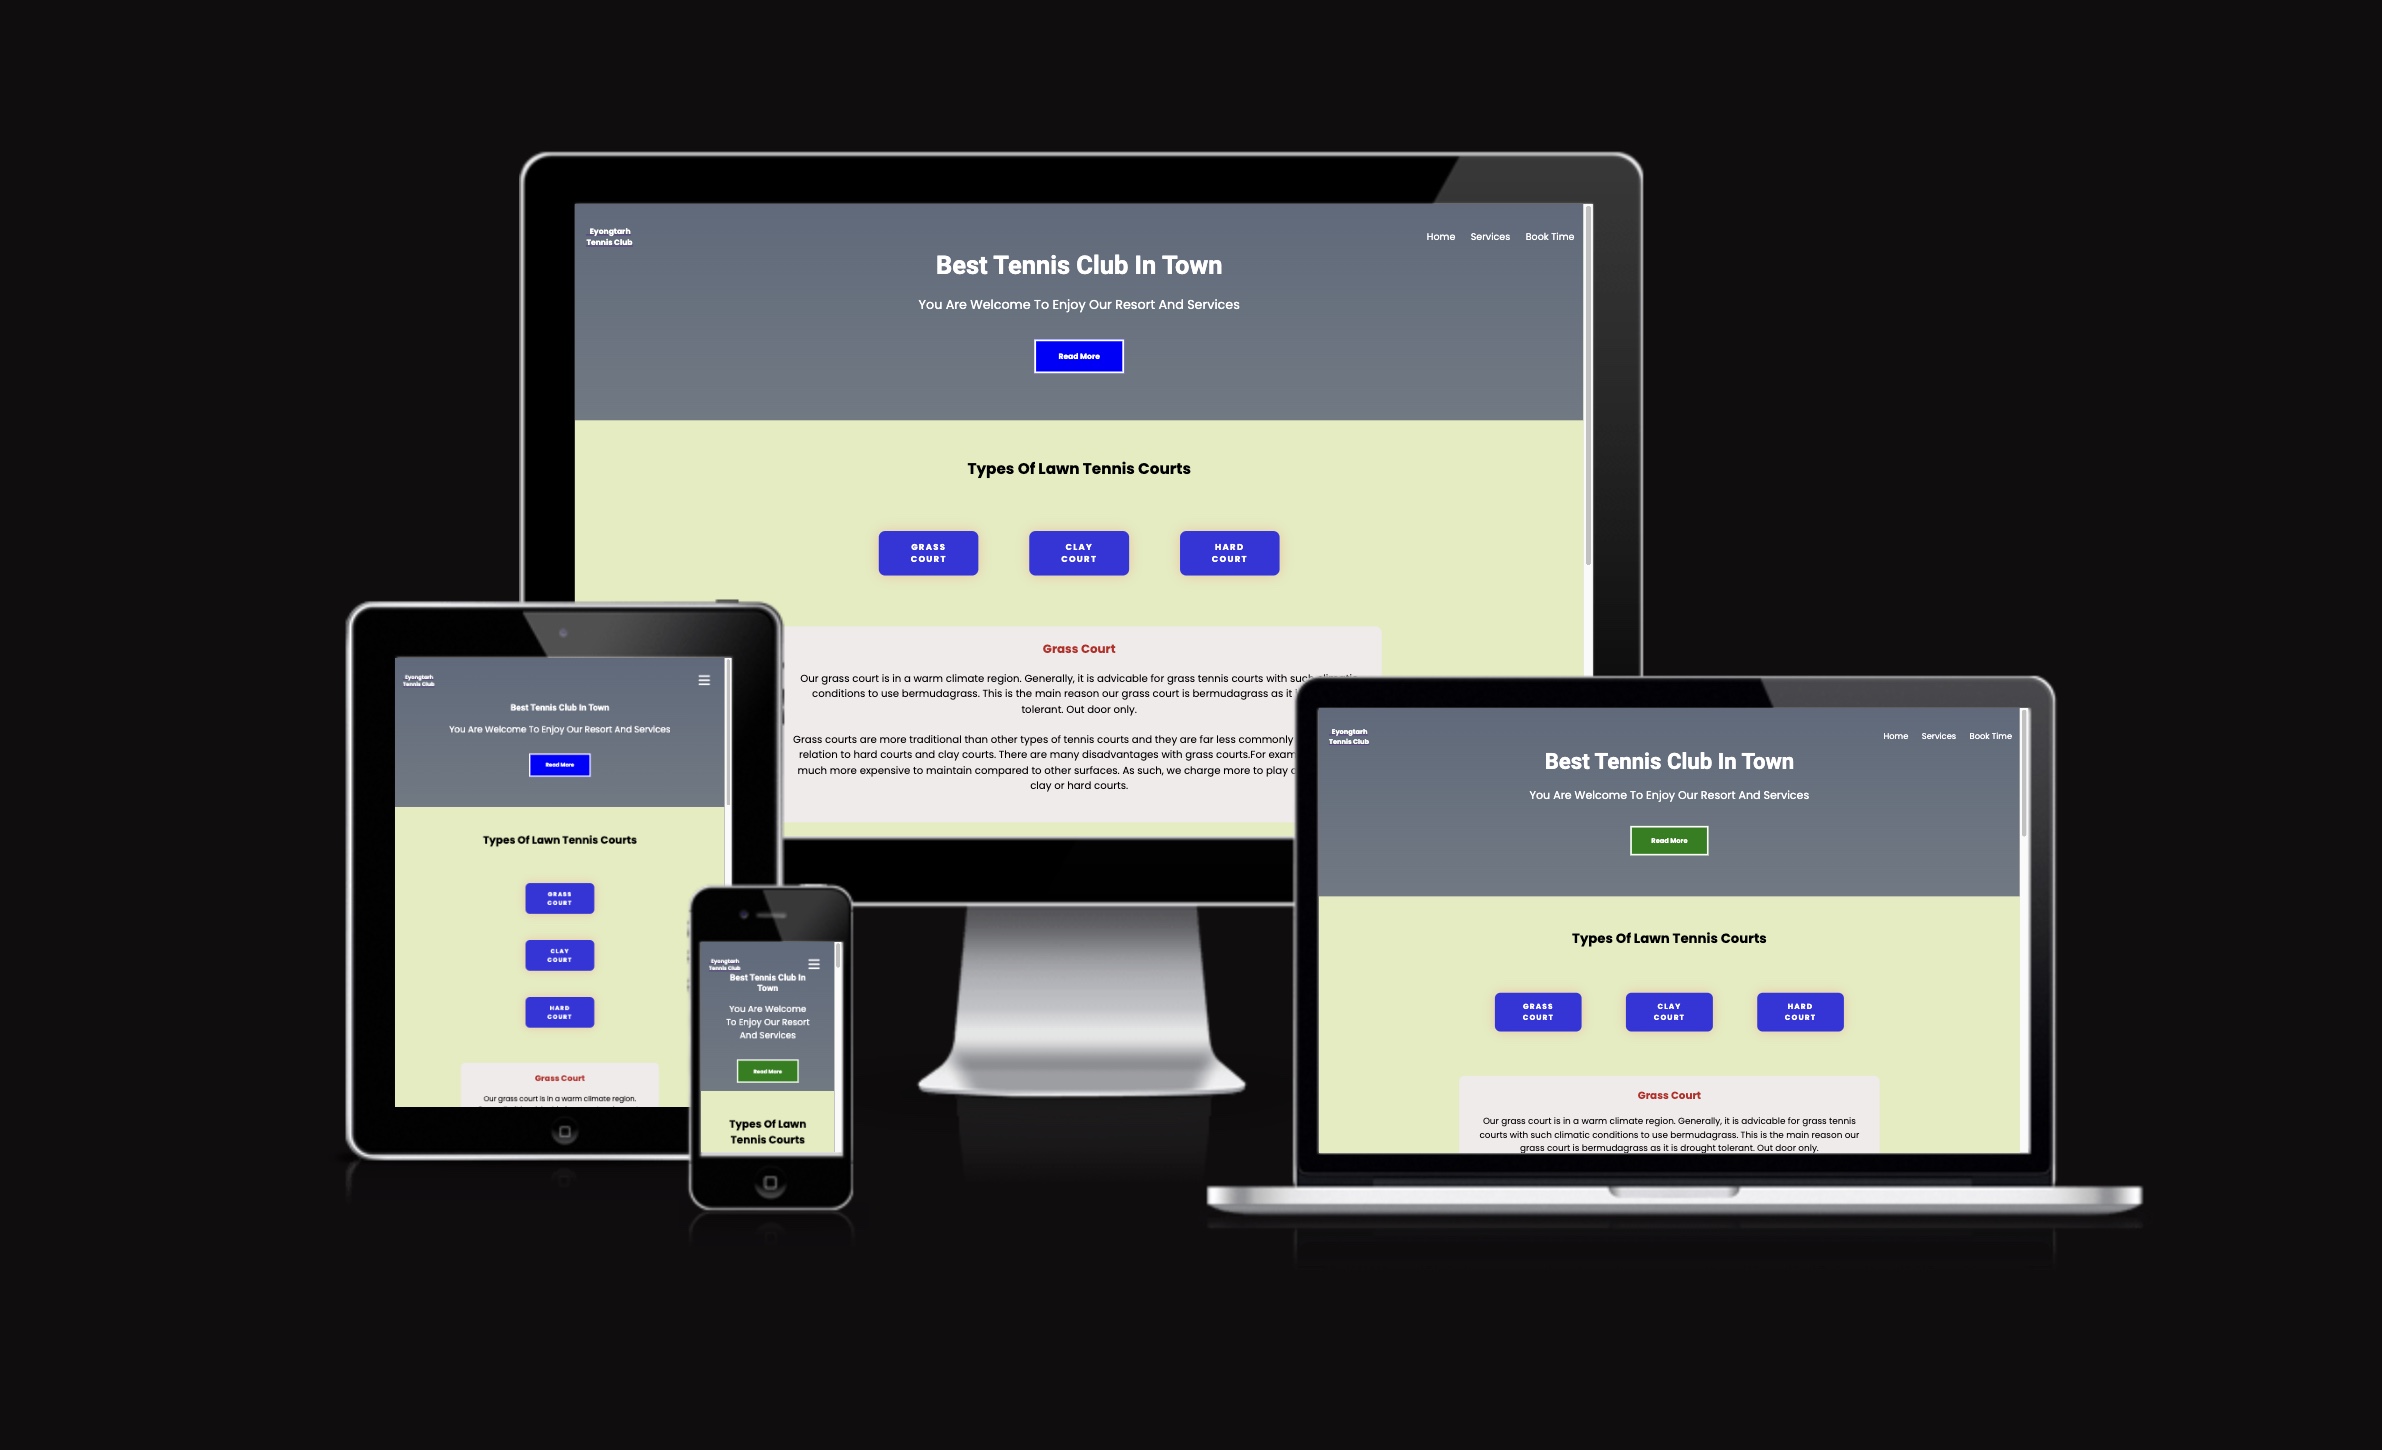 Eyongtarh
Tennis Club
Home Services Book Time
Best Tennis Club In Town
You Are Welcome To Enjoy Our Resort And Services
Read More
Types Of Lawn Tennis Courts
GRASS
COURT
CLAY
COURT
HARD
COURT
Grass Court
Our grass court is in a warm climate region. Generally, it is advicable for grass tennis courts with such climatic
conditions to use bermudagrass. This is the main reason our grass court is bermudagrass as it
tolerant. Out door only.
Grass courts are more traditional than other types of tennis courts and they are far less commonly
relation to hard courts and clay courts. There are many disadvantages with grass courts.For exam
much more expensive to maintain compared to other surfaces. As such, we charge more to play
clay or hard courts.
Eyongtarh
Tennis Club
Best Tennis Club In Town
You Are Welcome To Enjoy Our Resort And Services
Read More
Types Of Lawn Tennis Courts
GRASS
COURT
CLAY
COURT
HARD
COURT
Grass Court
Our grass court is in a warm climate region.
Eyongtarh
Tennis Club
Best Tennis Club In
Town
You Are Welcome
To Enjoy Our Resort
And Services
Read More
Types Of Lawn
Tennis Courts
Eyongtarh
Tennis Club
Home Services Book Time
Best Tennis Club In Town
You Are Welcome To Enjoy Our Resort And Services
Read More
Types Of Lawn Tennis Courts
GRASS
COURT
CLAY
COURT
HARD
COURT
Grass Court
Our grass court is in a warm climate region. Generally, it is advicable for grass tennis
courts with such climatic conditions to use bermudagrass. This is the main reason our
grass court is bermudagrass as it is drought tolerant. Out door only.